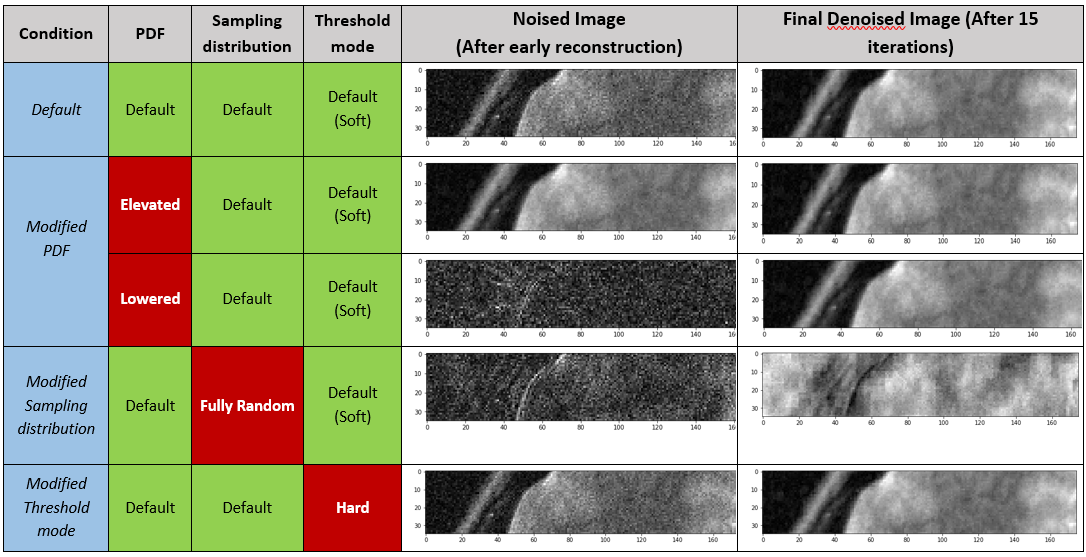 Condition
PDF
Sampling
distribution
Threshold
mode
Noised Image
(After early reconstruction)
Final Denoised Image (After 15
iterations)
Default
Default
Default
Default
(Soft)
0
10
20
30
0 20 40 60 80 100 120 140 16
0
10
20
30
0 20 40 60 80 100 120 140 160
Modified
PDF
Elevated
Default
Default
(Soft)
0
10
20
30
0 20 40 60 80 100 120 140 16
0
10
20
30
0 20 40 60 80 100 120 140 160
Lowered
Default
Default
(Soft)
0
10
20
30
0 20 40 60 80 100 120 140 160
0
10
20
30
0 20 40 60 80 100 120 140 160
Modified
Sampling
distribution
Default
Fully Random
Default
(Soft)
0
10
20
30
0 20 40 60 80 100 120 140 160
0
10
20
30
0 20 40 60 80 100 120 140 160
Modified
Threshold
mode
Default
Default
Hard
0
10
20
30
0 20 40 60 80 100 120 140 160
0
10
20
30
0 20 40 60 80 100 120 140 160